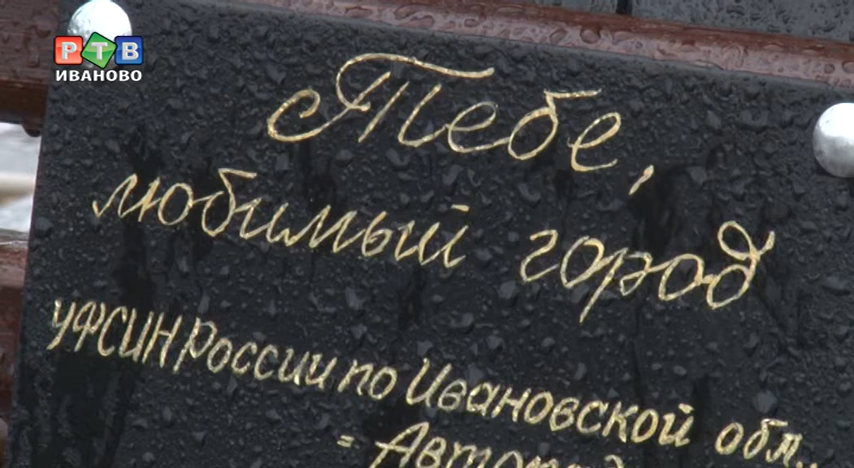 РТВ
ИВАНОВО
Тебе,
любимый город
УФСИН России по Ивановской обл.